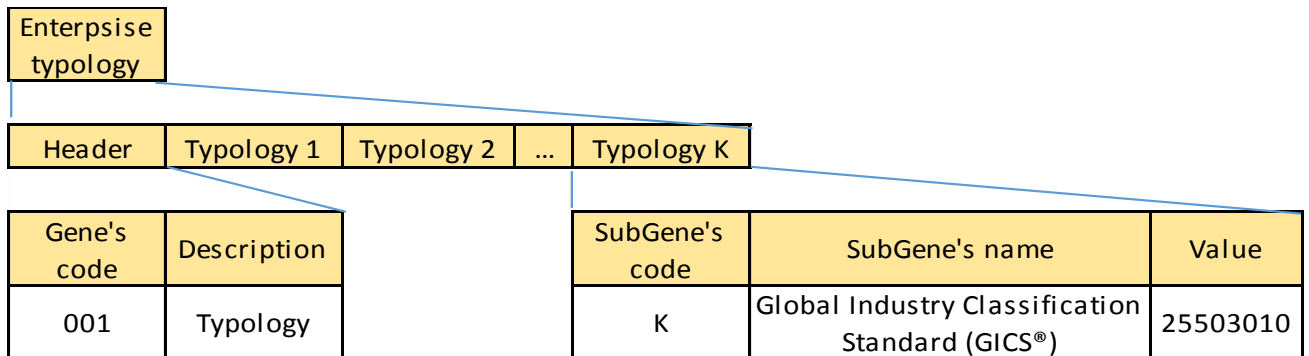 Enterpsise
typology
Header Typology 1 Typology 2 ... Typology K
Gene's
code
Description
SubGene's
code
SubGene's name
Value
001
Typology
K
Global Industry Classification
Standard (GICS®)
25503010